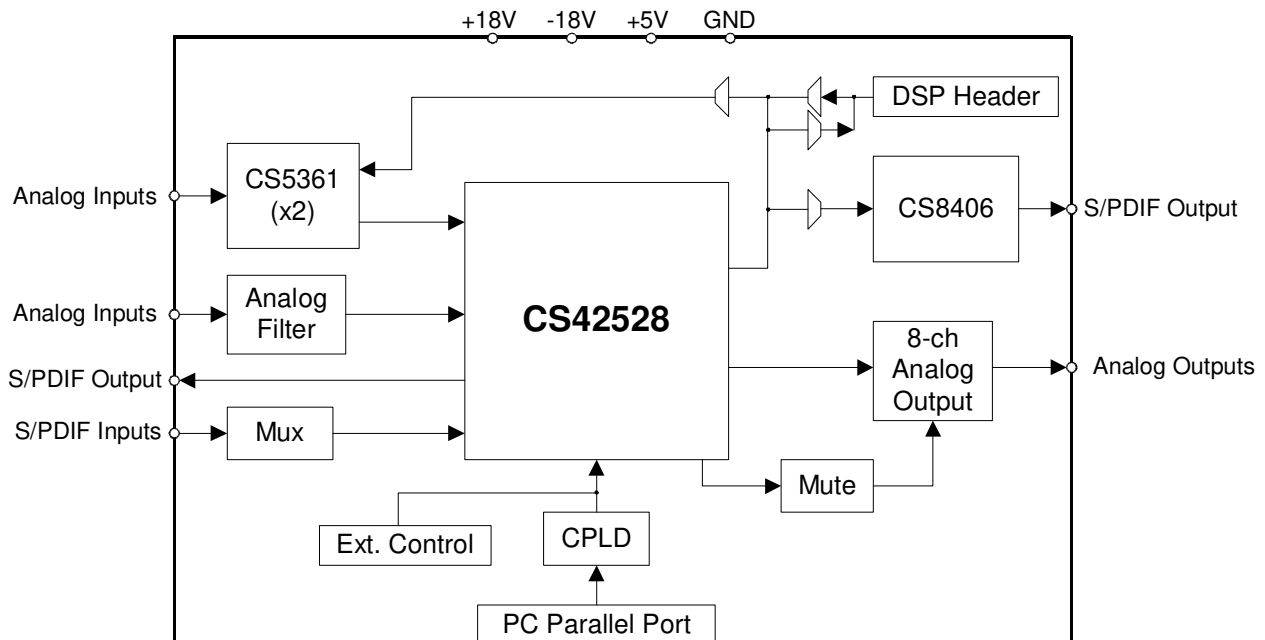 +18V -18V +5V GND
DSP Header
CS5361
(x2)
Analog Inputs
CS8406
S/PDIF Output
Analog Inputs
Analog
Filter
CS42528
8-ch
Analog
Output
Analog Outputs
S/PDIF Output
S/PDIF Inputs
Mux
Mute
Ext. Control
CPLD
PC Parallel Port